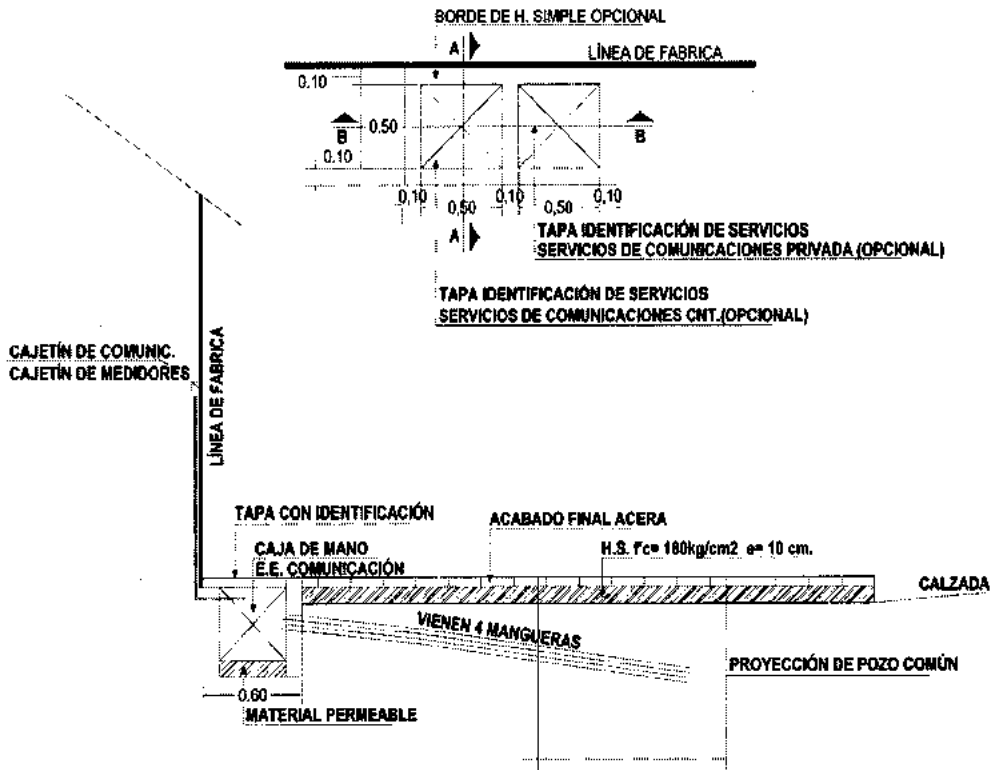 BORDE DE H. SIMPLE OPCIONAL
A
LÍNEA DE FABRICA
0.10
B
0.50
B
0.10
0,10
0,10
0,10
0,50
0,50
A
TAPA IDENTIFICACIÓN DE SERVICIOS
SERVICIOS DE COMUNICACIONES PRIVADA (OPCIONAL)
TAPA IDENTIFICACIÓN DE SERVICIOS
SERVICIOS DE COMUNICACIONES CNT.(OPCIONAL)
CAJETÍN DE COMUNIC.
CAJETÍN DE MEDIDORES
LÍNEA DE FABRICA
TAPA CON IDENTIFICACIÓN
ACABADO FINAL ACERA
CAJA DE MANO
E.E. COMUNICACIÓN
H.S. f'c= 180kg/cm2 e= 10 cm.
CALZADA
VIENEN 4 MANGUERAS
PROYECCIÓN DE POZO COMÚN
0.60
MATERIAL PERMEABLE